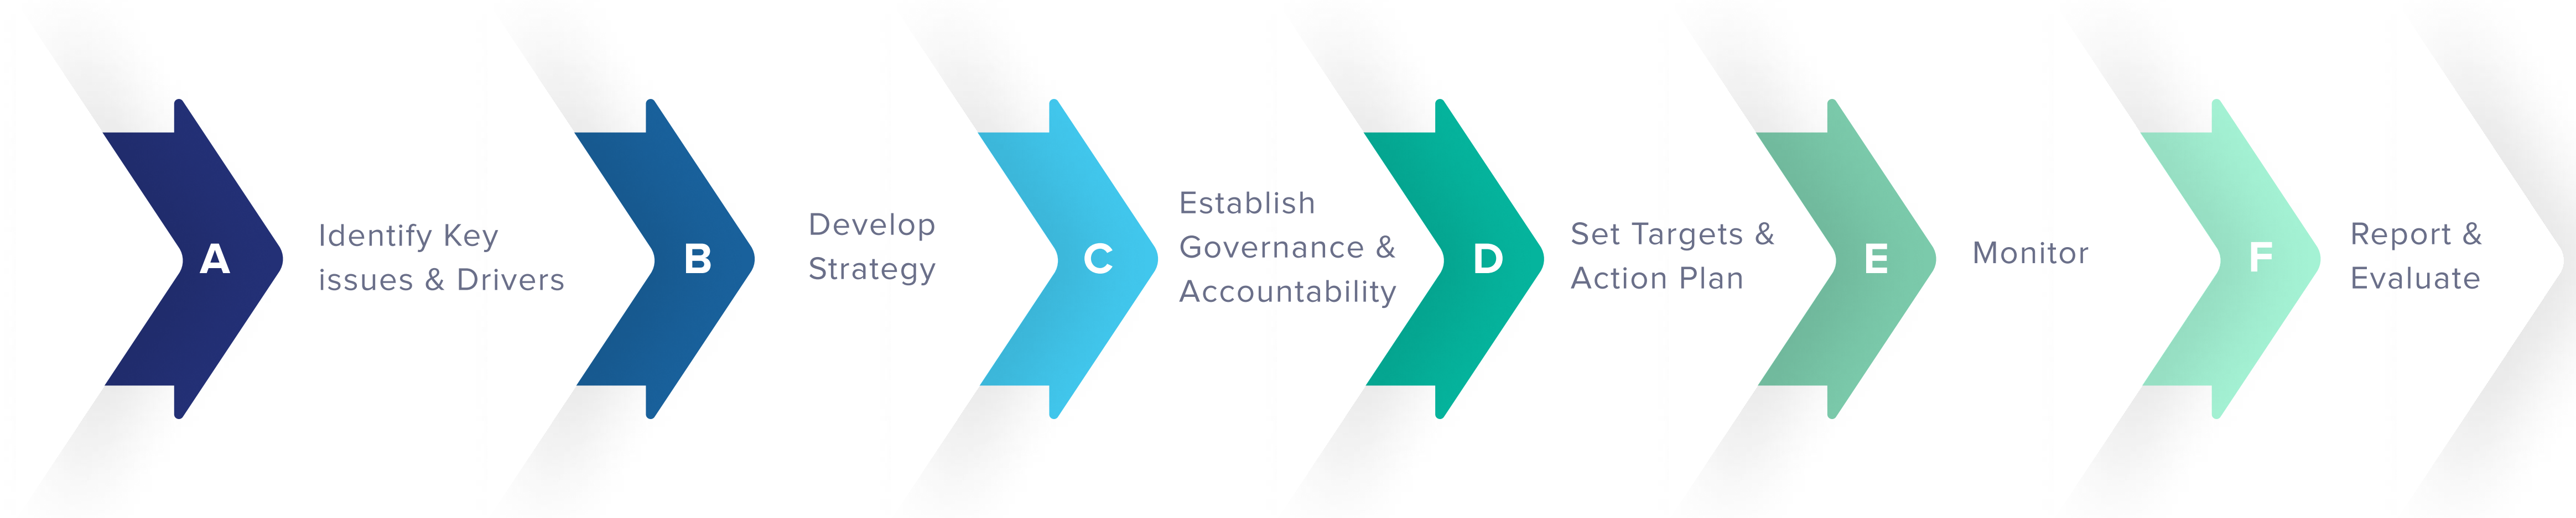 A
Identify Key
issues & Drivers
B
Develop
Strategy
C
Establish
Governance &
Accountability
D
Set Targets &
Action Plan
E
Monitor
F
Report &
Evaluate